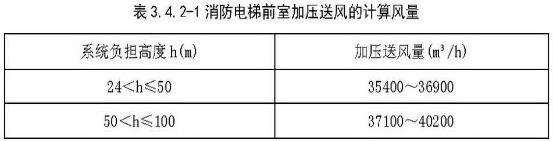 表3.4.2-1消防电梯前室加压送风的计算风量
系统负担高度h(m) 加压送风量(m³/h)
24<h≤50 35400～36900
50<h≤100 37100～40200